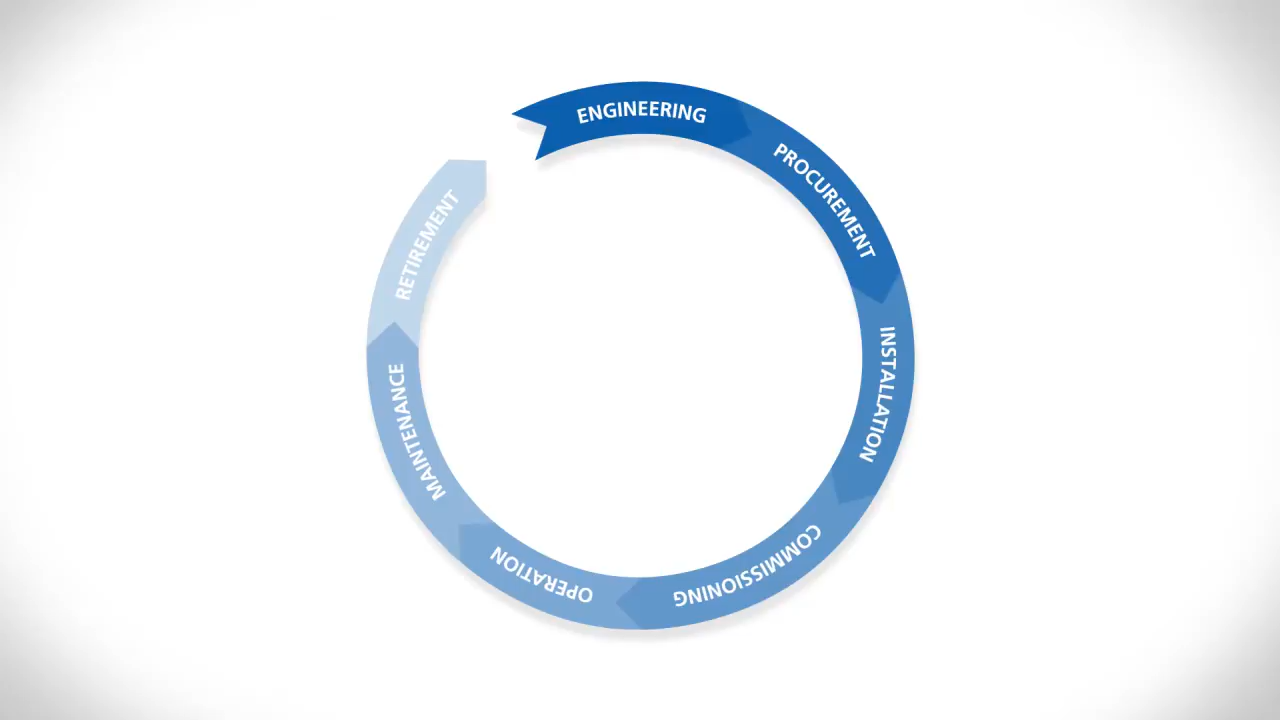 ENGINEERING
PROCUREMENT
INSTALLATION
COMMISSIONING
OPERATION
MAINTENANCE
RETIREMENT